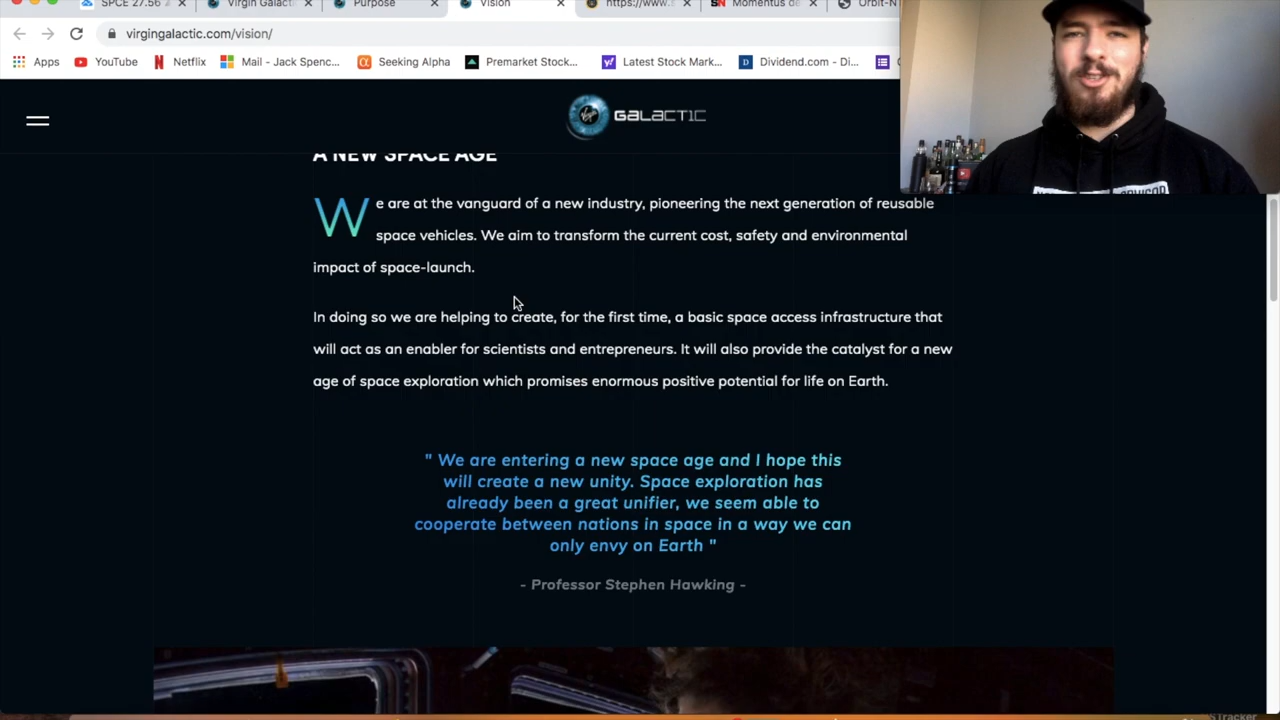 SPCE 27.56
Virgin Galacti
Purpose
Vision
https://www.s
Momentus de
Orbit-NT
virgingalactic.com/vision/
Apps
YouTube
Netflix
Mail - Jack Spenc...
Seeking Alpha
Premarket Stock...
Latest Stock Mark...
Dividend.com - Di...
GALACTIC
A NEW SPACE AGE
We are at the vanguard of a new industry, pioneering the next generation of reusable
space vehicles. We aim to transform the current cost, safety and environmental
impact of space-launch.
In doing so we are helping to create, for the first time, a basic space access infrastructure that
will act as an enabler for scientists and entrepreneurs. It will also provide the catalyst for a new
age of space exploration which promises enormous positive potential for life on Earth.
" We are entering a new space age and I hope this
will create a new unity. Space exploration has
already been a great unifier, we seem able to
cooperate between nations in space in a way we can
only envy on Earth "
- Professor Stephen Hawking -